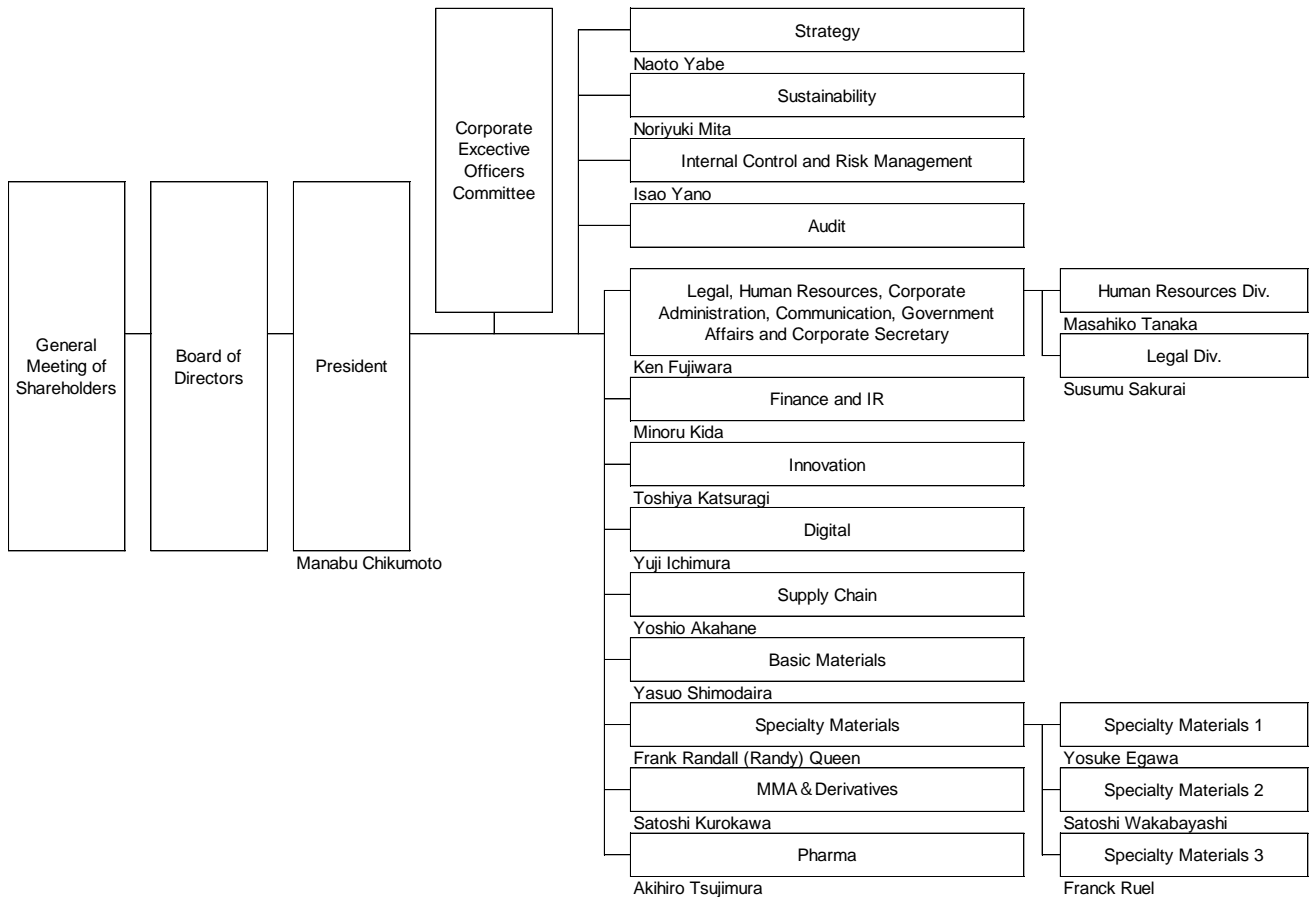 General
Meeting of
Shareholders
Board of
Directors
President
Manabu Chikumoto
Corporate
Excective
Officers
Committee
Strategy
Naoto Yabe
Sustainability
Noriyuki Mita
Internal Control and Risk Management
Isao Yano
Audit
Legal, Human Resources, Corporate
Administration, Communication, Government
Affairs and Corporate Secretary
Ken Fujiwara
Human Resources Div.
Masahiko Tanaka
Legal Div.
Susumu Sakurai
Finance and IR
Minoru Kida
Innovation
Toshiya Katsuragi
Digital
Yuji Ichimura
Supply Chain
Yoshio Akahane
Basic Materials
Yasuo Shimodaira
Specialty Materials
Frank Randall (Randy) Queen
Specialty Materials 1
Yosuke Egawa
Specialty Materials 2
Satoshi Wakabayashi
Specialty Materials 3
Franck Ruel
MMA＆Derivatives
Satoshi Kurokawa
Pharma
Akihiro Tsujimura